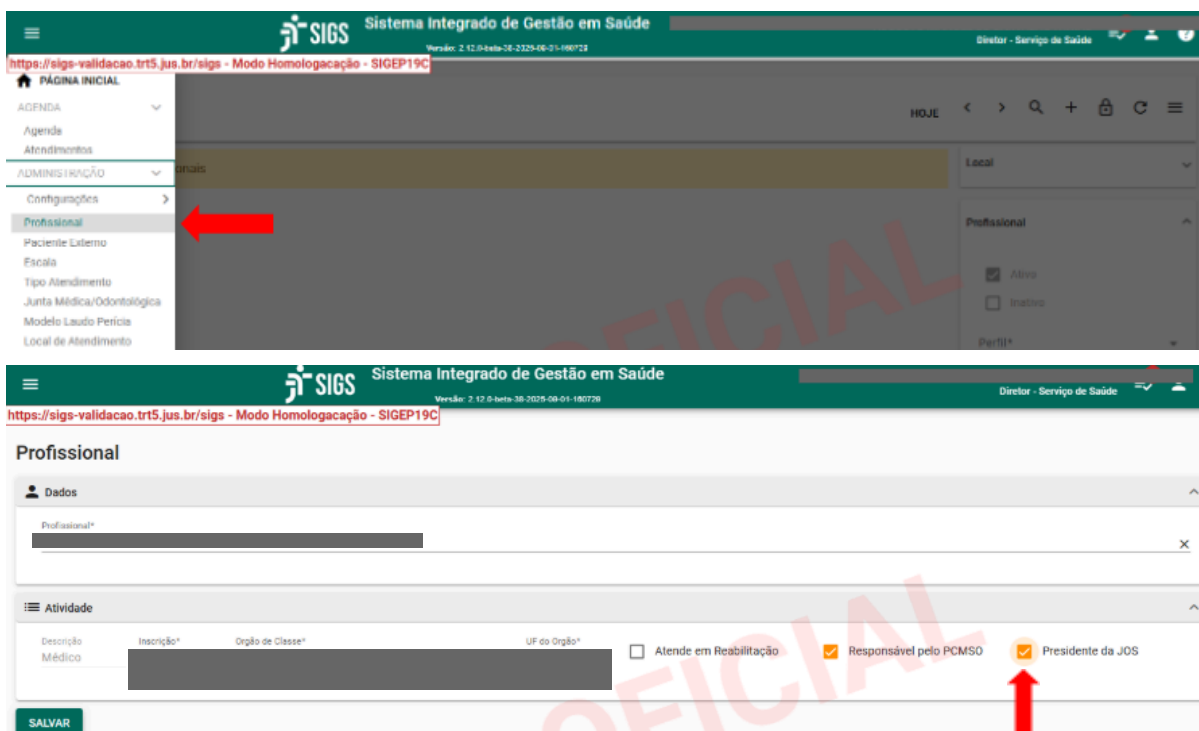 SIGS
Sistema Integrado de Gestão em Saúde
Diretor - Serviço de Saúde
https://sigs-validacao.trt5.jus.br/sigs - Modo Homologacação - SIGEP19C
PÁGINA INICIAL
AGENDA
HOJE
Agenda
Atendimentos
ADMINISTRAÇÃO
onais
Local
Configurações
Profissional
Profissional
Paciente Externo
Escala
Ativo
Tipo Atendimento
Junta Médica/Odontológica
Inativo
Modelo Laudo Perícia
Local de Atendimento
Perfil*
OFICIAL
SIGS
Sistema Integrado de Gestão em Saúde
Diretor - Serviço de Saúde
https://sigs-validacao.trt5.jus.br/sigs - Modo Homologacação - SIGEP19C
Profissional
Dados
Profissional*
Atividade
Descrição Inscrição* Orgão de Classe* UF do Orgão*
Médico
Atende em Reabilitação Responsável pelo PCMSO Presidente da JOS
SALVAR
OFICIAL